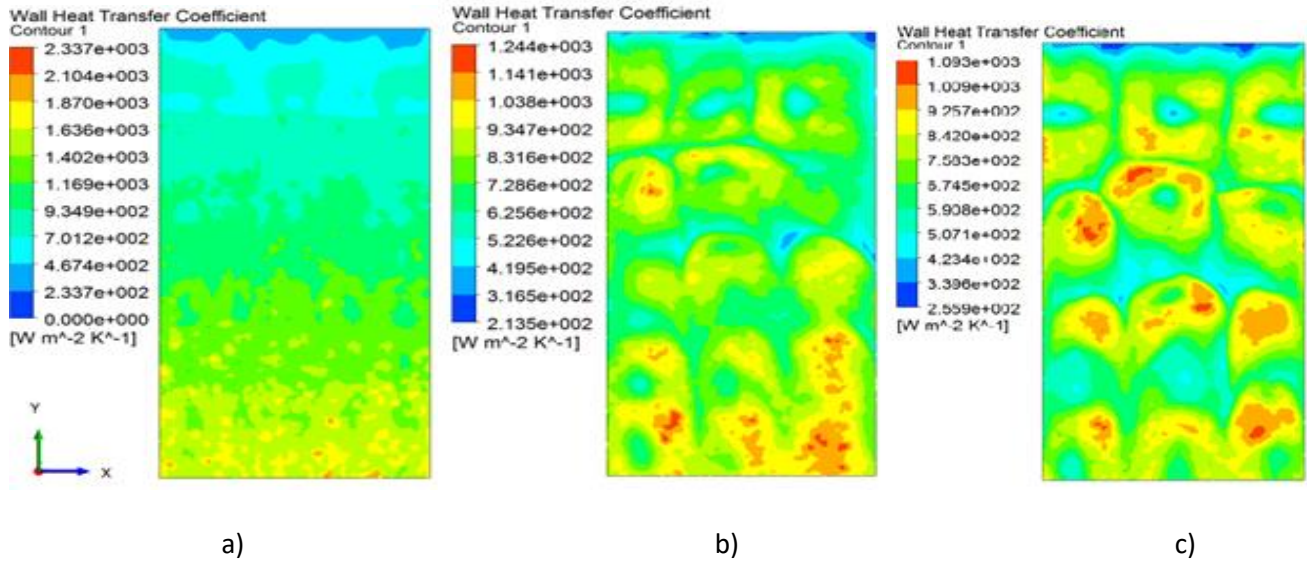 Wall Heat Transfer Coefficient
Contour 1
2.337e+003
2.104e+003
1.870e+003
1.636e+003
1.402e+003
1.169e+003
9.349e+002
7.012e+002
4.674e+002
2.337e+002
0.000e+000
[W m^-2 K^-1]
Y
X
Wall Heat Transfer Coefficient
Contour 1
1.244e+003
1.141e+003
1.038e+003
9.347e+002
8.316e+002
7.286e+002
6.256e+002
5.226e+002
4.195e+002
3.165e+002
2.135e+002
[W m^-2 K^-1]
Wall Heat Transfer Coefficient
Contour 1
1.093e+003
1.009e+003
9.257e+002
8.420e+002
7.583e+002
6.745e+002
5.908e+002
5.071e+002
4.234e+002
3.396e+002
2.559e+002
[W m^-2 K^-1]
a)
b)
c)